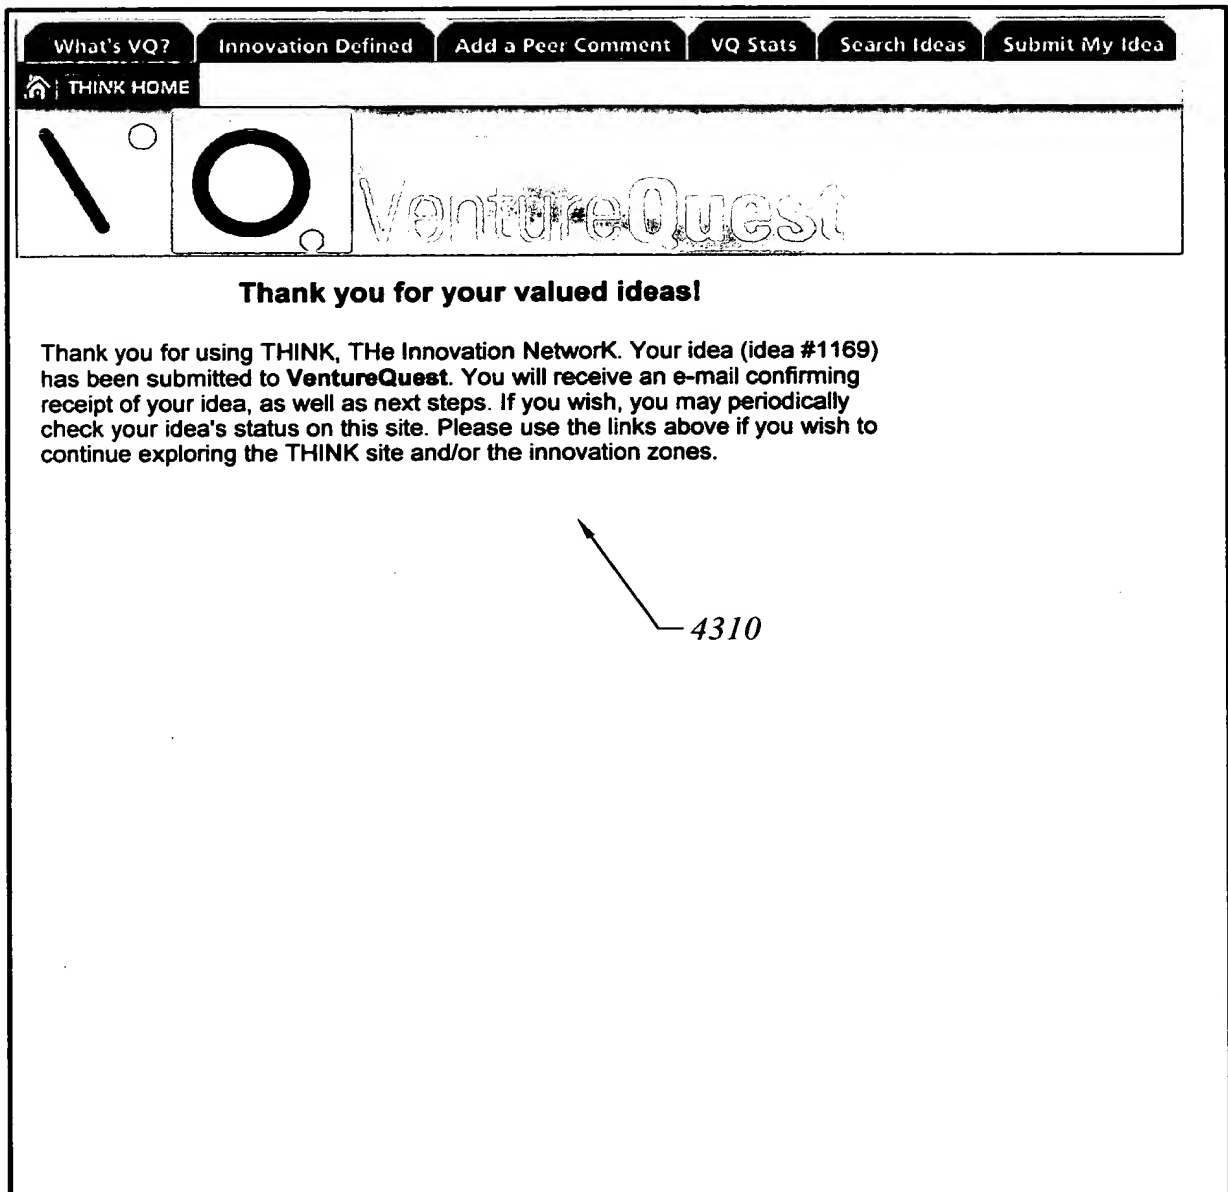 What's VQ? Innovation Defined Add a Peer Comment VQ Stats Search Ideas Submit My Idea
THINK HOME
VentureQuest
Thank you for your valued ideas!
Thank you for using THINK, THe Innovation NetworK. Your idea (idea #1169)
has been submitted to VentureQuest. You will receive an e-mail confirming
receipt of your idea, as well as next steps. If you wish, you may periodically
check your idea's status on this site. Please use the links above if you wish to
continue exploring the THINK site and/or the innovation zones.
4310